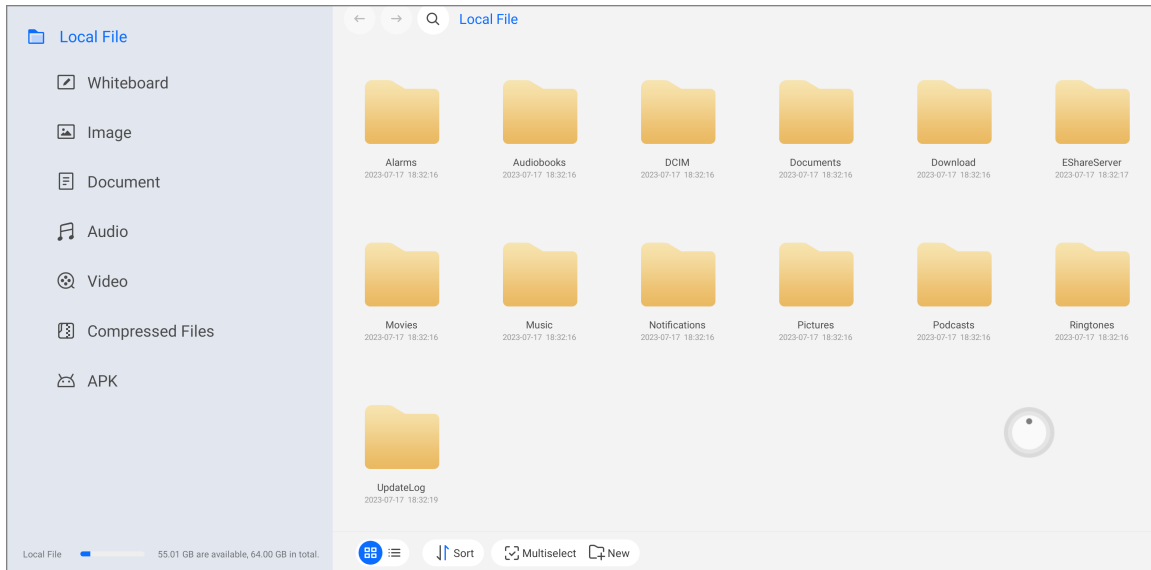 Local File
Whiteboard
Image
Document
Audio
Video
Compressed Files
APK
Local File 55.01 GB are available, 64.00 GB in total.
Local File
Alarms Audiobooks DCIM Documents Download EShareServer
2023-07-17 18:32:16 2023-07-17 18:32:16 2023-07-17 18:32:16 2023-07-17 18:32:16 2023-07-17 18:32:16 2023-07-17 18:32:17
Movies Music Notifications Pictures Podcasts Ringtones
2023-07-17 18:32:16 2023-07-17 18:32:16 2023-07-17 18:32:16 2023-07-17 18:32:16 2023-07-17 18:32:16 2023-07-17 18:32:16
UpdateLog
2023-07-17 18:32:19
Sort Multiselect New